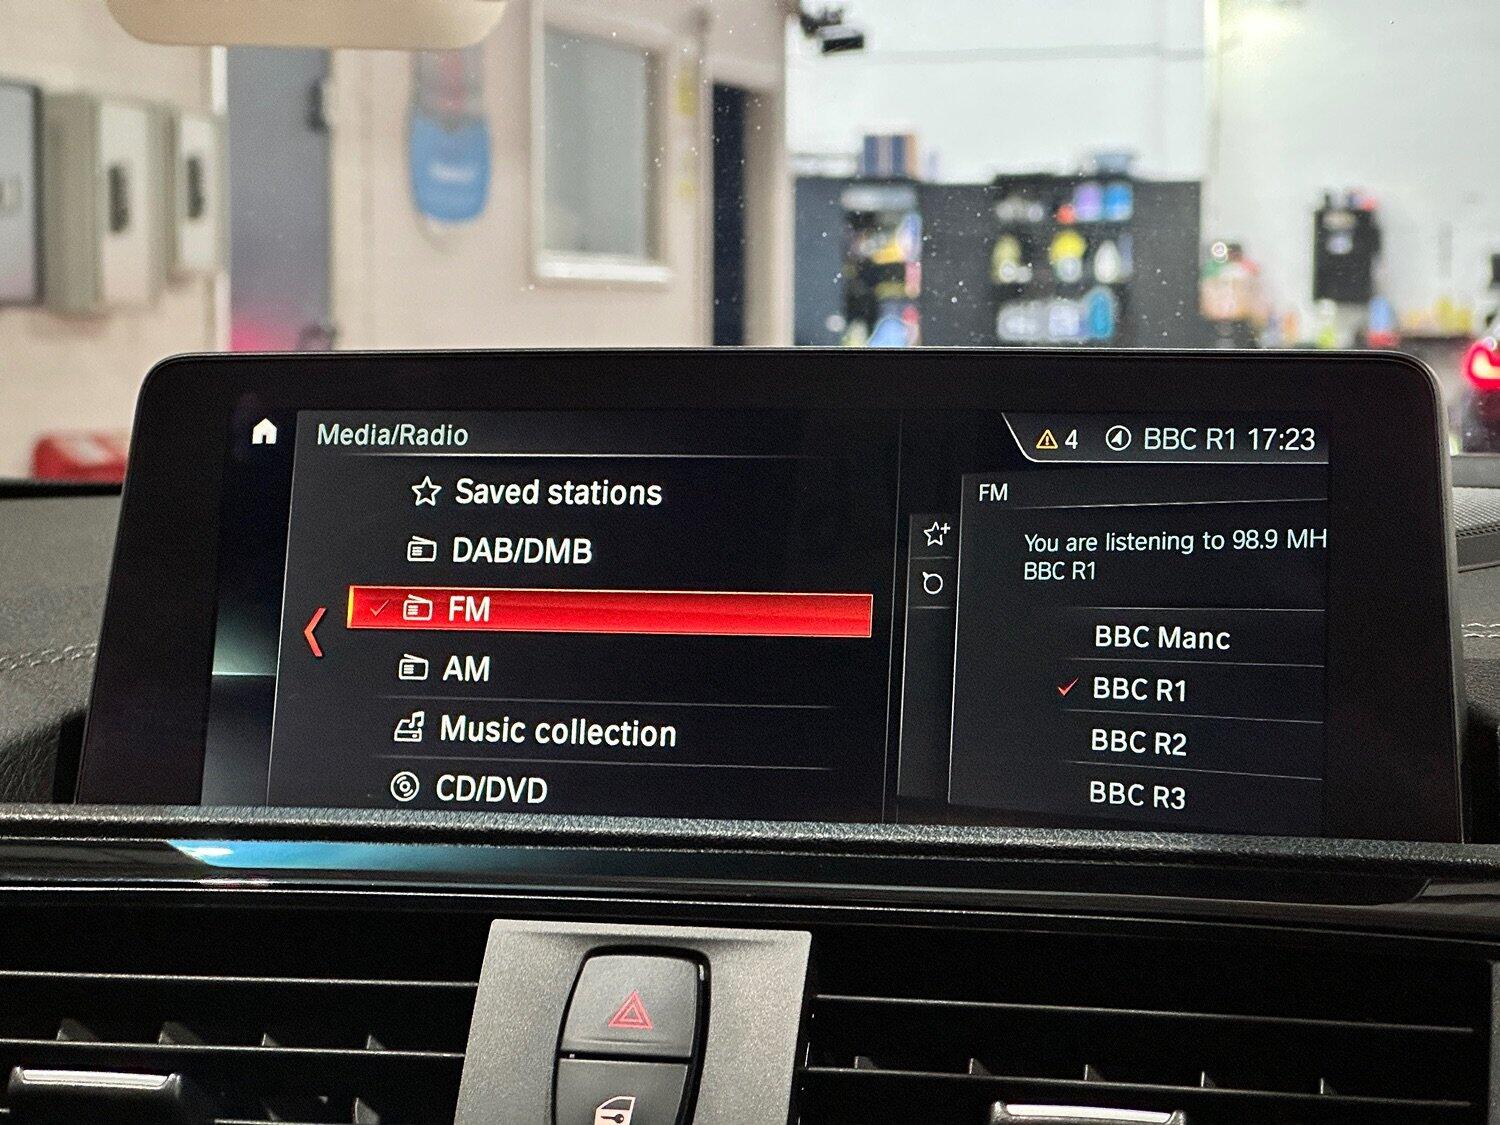 Media/Radio
Saved stations
DAB/DMB
FM
AM
Music collection
CD/DVD
4 BBC R1 17:23
FM
You are listening to 98.9 MH
BBC R1
BBC Manc
BBC R1
BBC R2
BBC R3